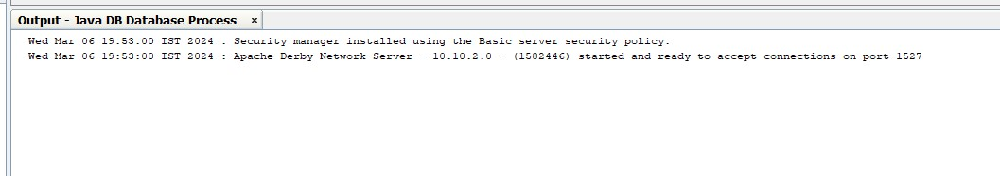 Output - Java DB Database Process ×
Wed Mar 06 19:53:00 IST 2024 : Security manager installed using the Basic server security policy.
Wed Mar 06 19:53:00 IST 2024 : Apache Derby Network Server - 10.10.2.0 - (1582446) started and ready to accept connections on port 1527